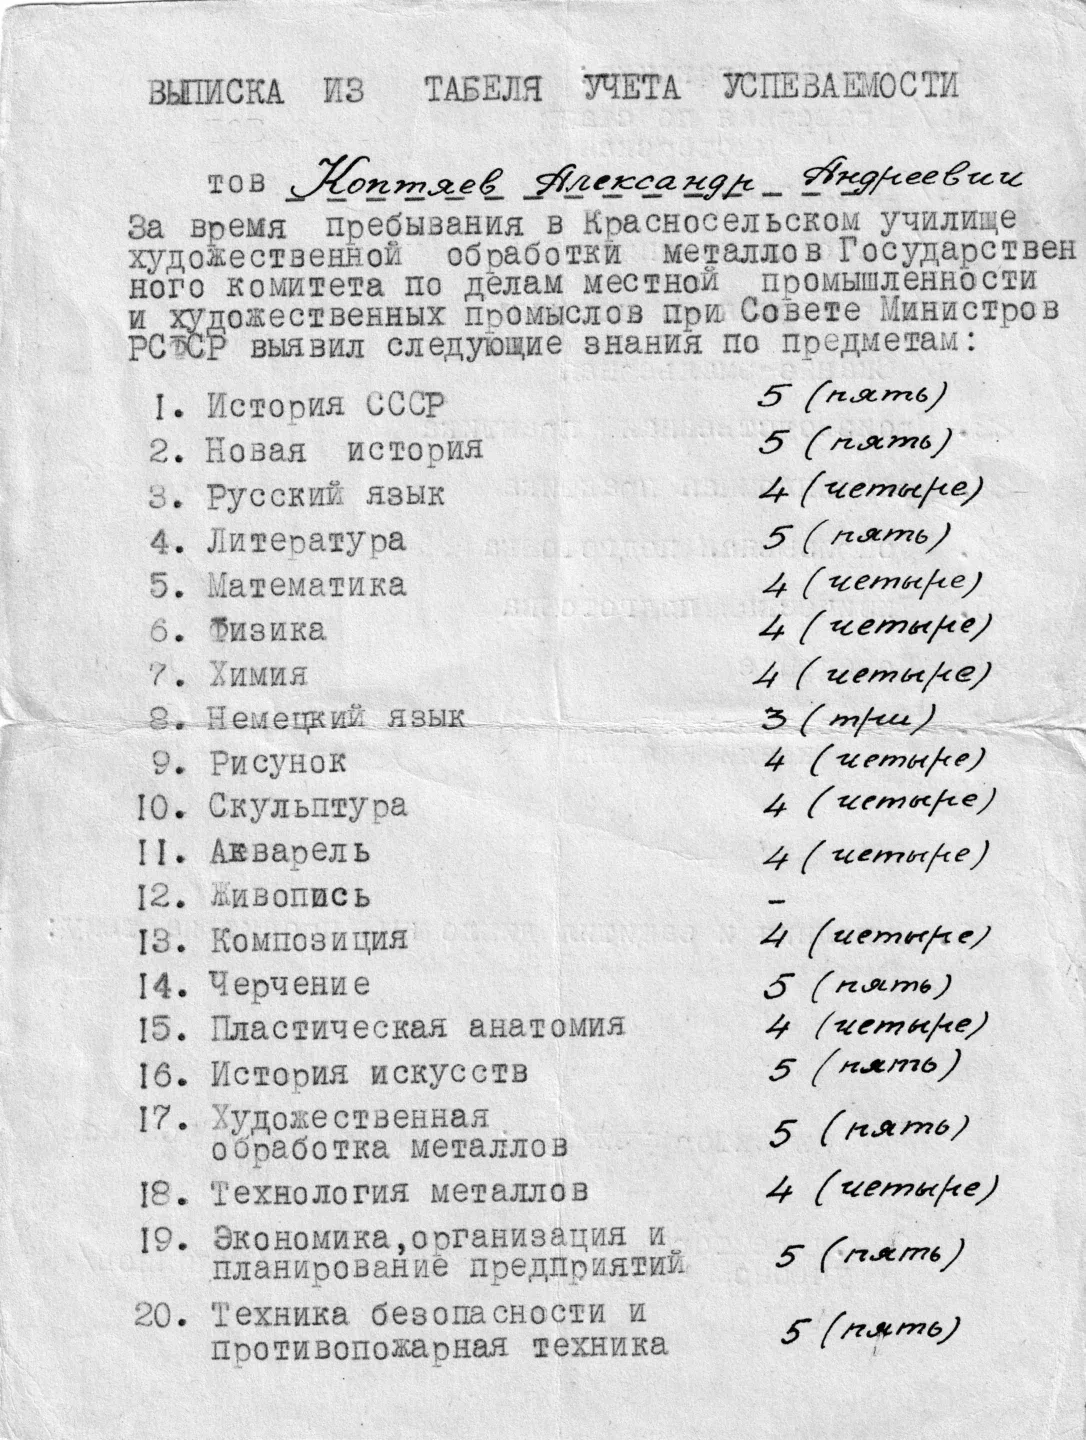 ВЫПИСКА ИЗ ТАБЕЛЯ УЧЕТА УСПЕВАЕМОСТИ
тов Коптяев Александр Андреевич
За время пребывания в Красносельском училище
художественной обработки металлов Государствен
ного комитета по делам местной промышленности
и художественных промыслов при Совете Министров
РСФСР выявил следующие знания по предметам:
1. История СССР 5 (пять)
2. Новая история 5 (пять)
3. Русский язык 4 (четыре)
4. Литература 5 (пять)
5. Математика 4 (четыре)
6. Физика 4 (четыре)
7. Химия 4 (четыре)
8. Немецкий язык 3 (три)
9. Рисунок 4 (четыре)
10. Скульптура 4 (четыре)
11. Акварель 4 (четыре)
12. Живопись –
13. Композиция 4 (четыре)
14. Черчение 5 (пять)
15. Пластическая анатомия 4 (четыре)
16. История искусств 5 (пять)
17. Художественная
обработка металлов 5 (пять)
18. Технология металлов 4 (четыре)
19. Экономика,организация и
планирование предприятий 5 (пять)
20. Техника безопасности и
противопожарная техника 5 (пять)